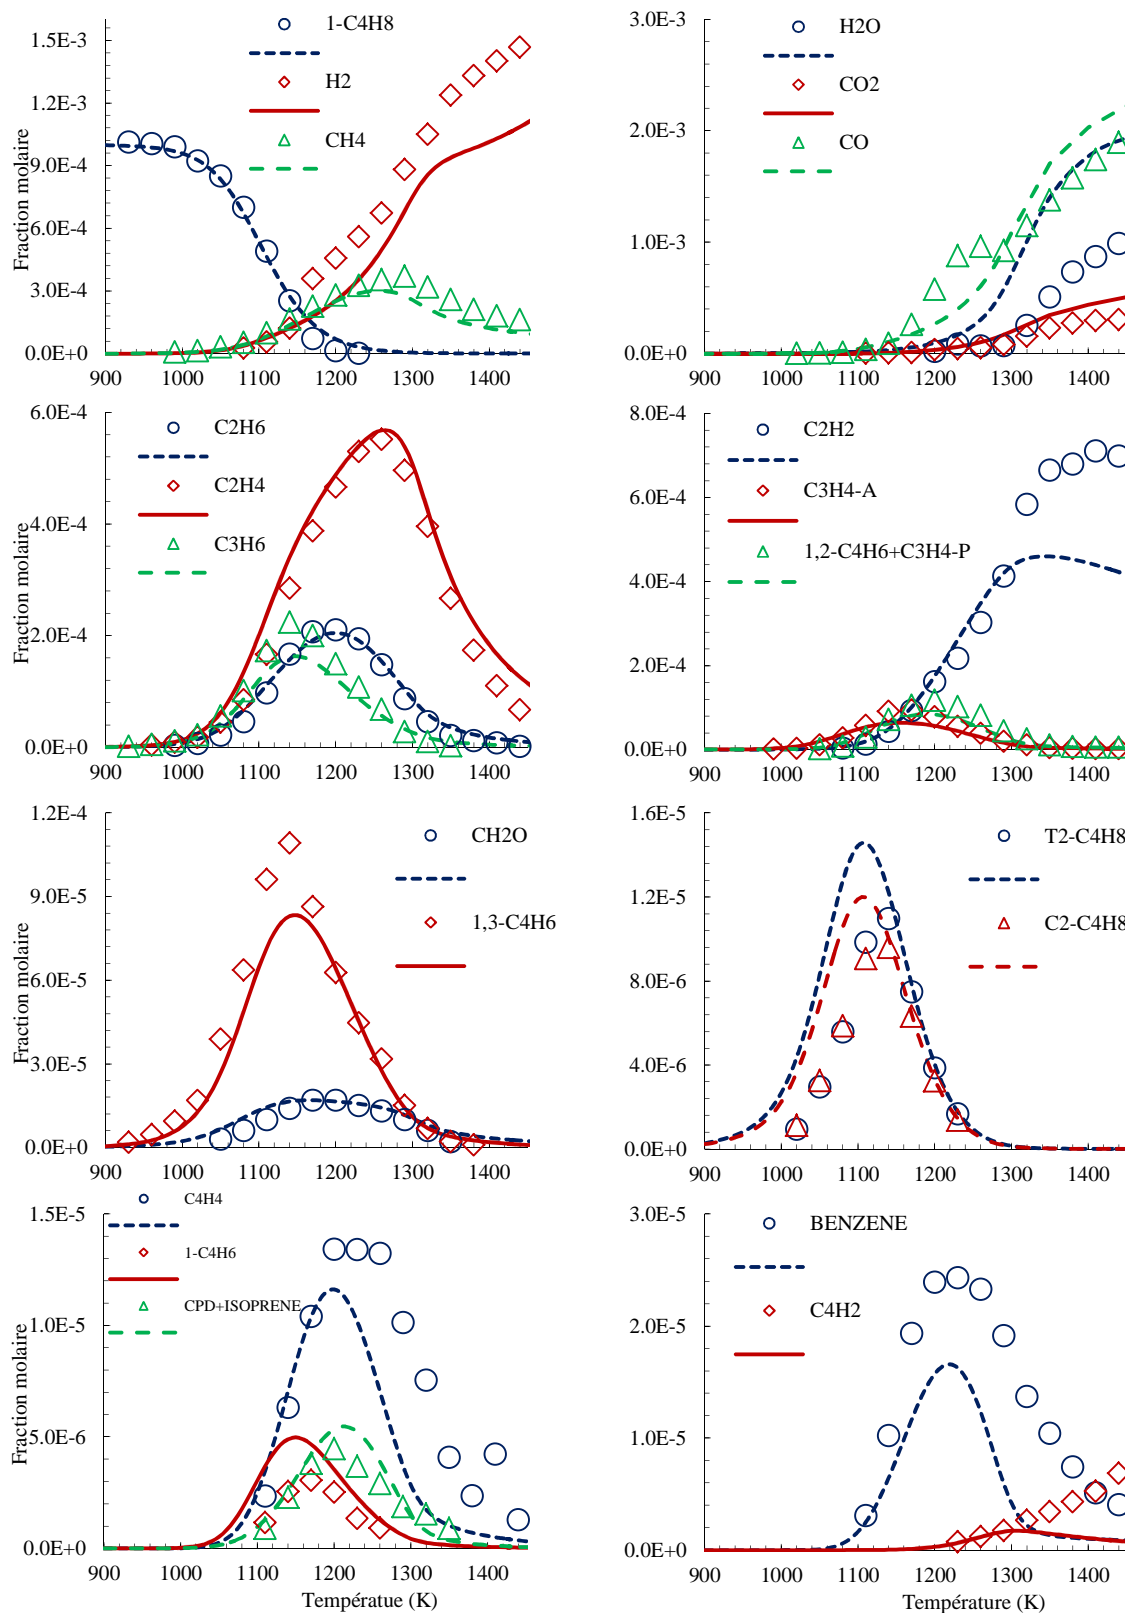 1-C4H8
H2
CH4
1.5E-3
1.2E-3
9.0E-4
6.0E-4
3.0E-4
0.0E+0
Fraction molaire
900
1000
1100
1200
1300
1400
H2O
CO2
CO
3.0E-3
2.0E-3
1.0E-3
0.0E+0
900
1000
1100
1200
1300
1400
C2H6
C2H4
C3H6
6.0E-4
4.0E-4
2.0E-4
0.0E+0
Fraction molaire
900
1000
1100
1200
1300
1400
C2H2
C3H4-A
1,2-C4H6+C3H4-P
8.0E-4
6.0E-4
4.0E-4
2.0E-4
0.0E+0
900
1000
1100
1200
1300
1400
CH2O
1,3-C4H6
1.2E-4
9.0E-5
6.0E-5
3.0E-5
0.0E+0
Fraction molaire
900
1000
1100
1200
1300
1400
T2-C4H8
C2-C4H8
1.6E-5
1.2E-5
8.0E-6
4.0E-6
0.0E+0
900
1000
1100
1200
1300
1400
C4H4
1-C4H6
CPD+ISOPRENE
1.5E-5
1.0E-5
5.0E-6
0.0E+0
Fraction molaire
900
1000
1100
1200
1300
1400
Températue (K)
BENZENE
C4H2
3.0E-5
2.0E-5
1.0E-5
0.0E+0
900
1000
1100
1200
1300
1400
Température (K)